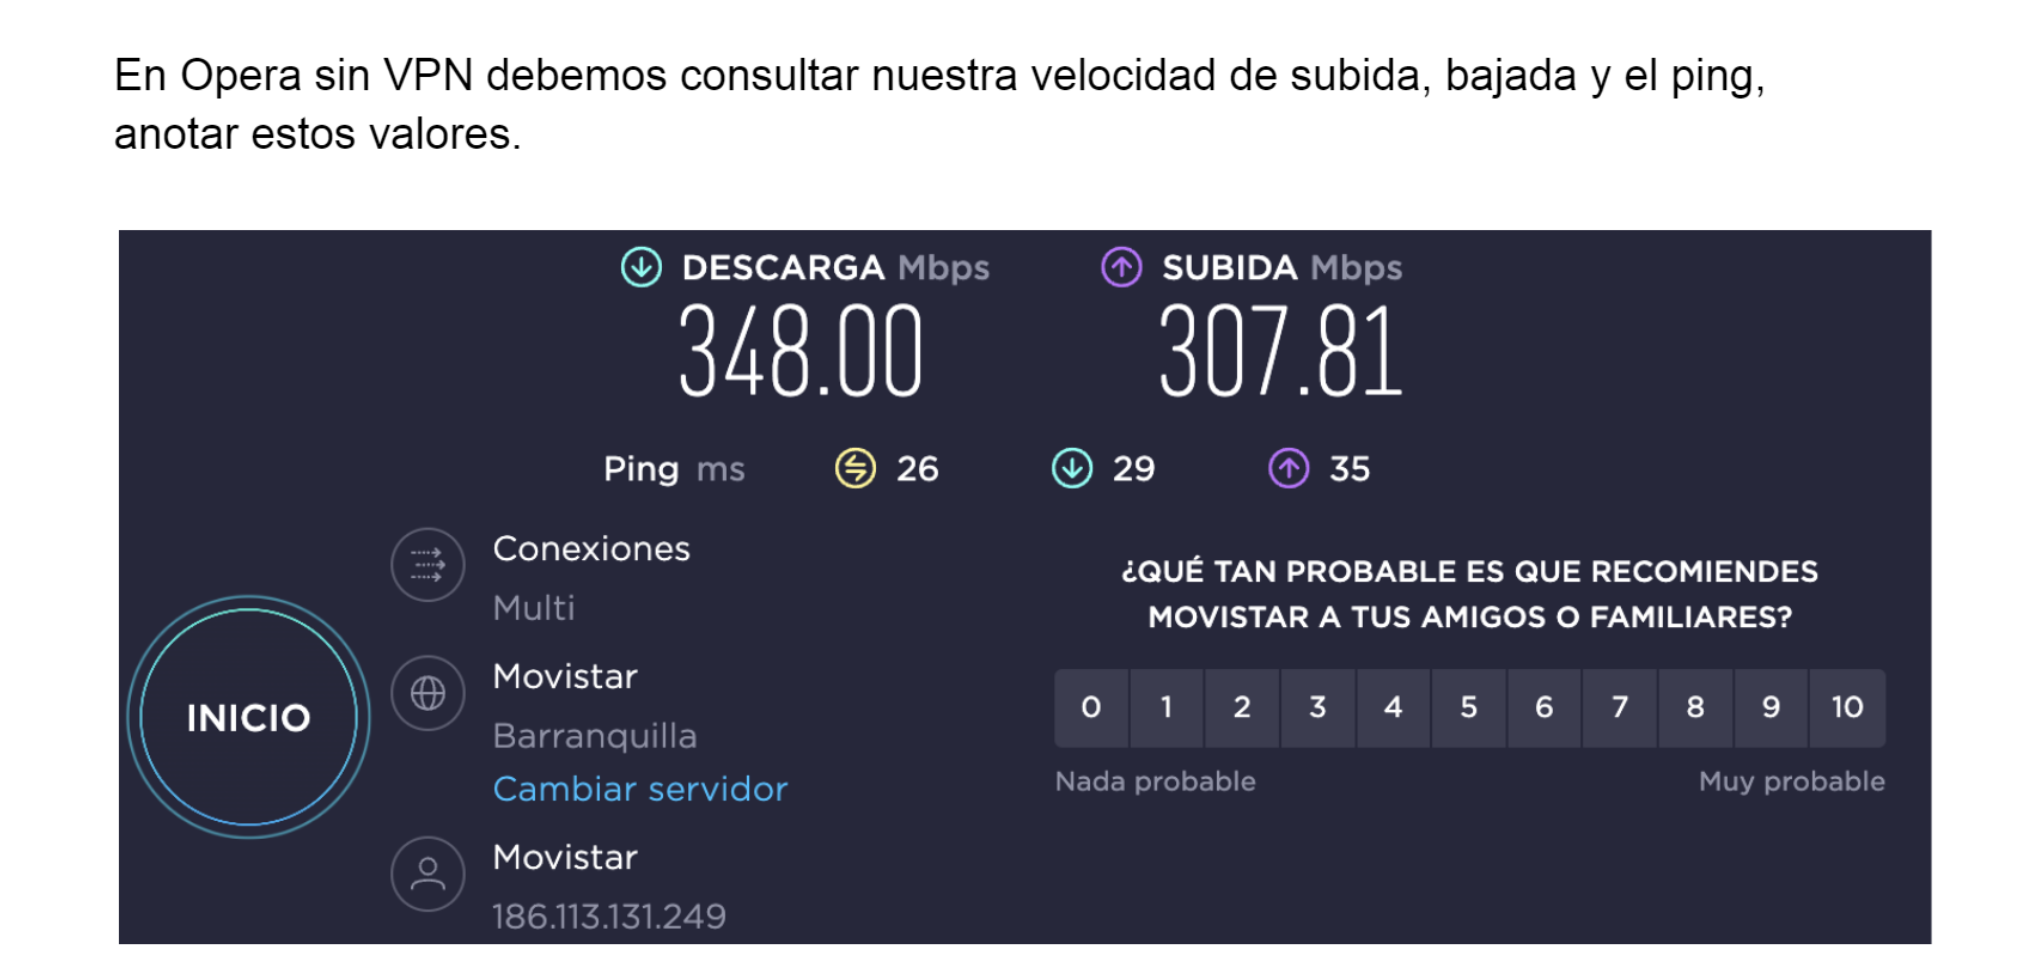 En Opera sin VPN debemos consultar nuestra velocidad de subida, bajada y el ping,
anotar estos valores.
DESCARGA Mbps
348.00
SUBIDA Mbps
307.81
Ping ms 26 29 35
Conexiones
Multi
Movistar
Barranquilla
Cambiar servidor
Movistar
186.113.131.249
INICIO
¿QUÉ TAN PROBABLE ES QUE RECOMIENDES
MOVISTAR A TUS AMIGOS O FAMILIARES?
0 1 2 3 4 5 6 7 8 9 10
Nada probable Muy probable